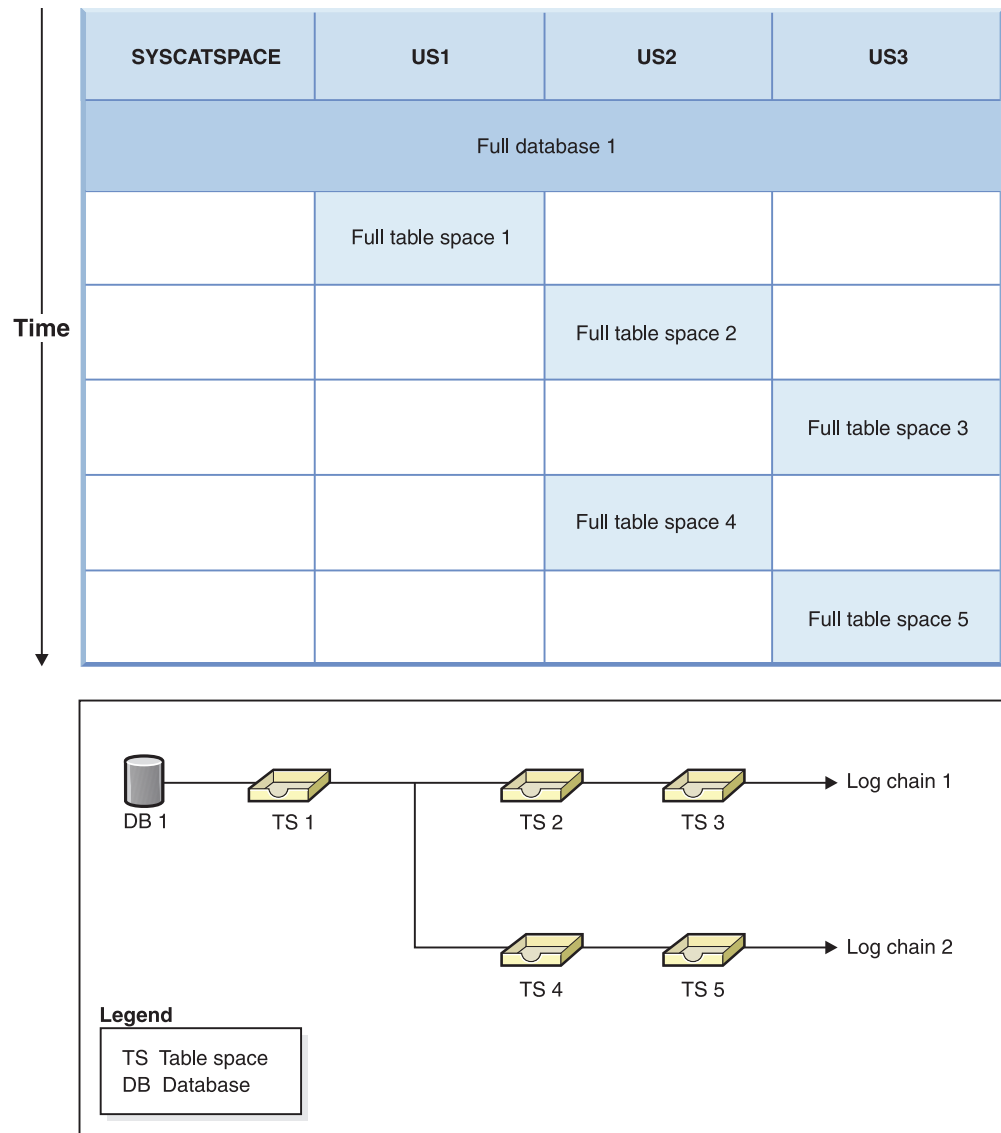 SYSCATSPACE US1 US2 US3
Full database 1
Full table space 1
Full table space 2
Time
Full table space 3
Full table space 4
Full table space 5
DB 1 TS 1 TS 2 TS 3 Log chain 1
TS 4 TS 5 Log chain 2
Legend
TS Table space
DB Database